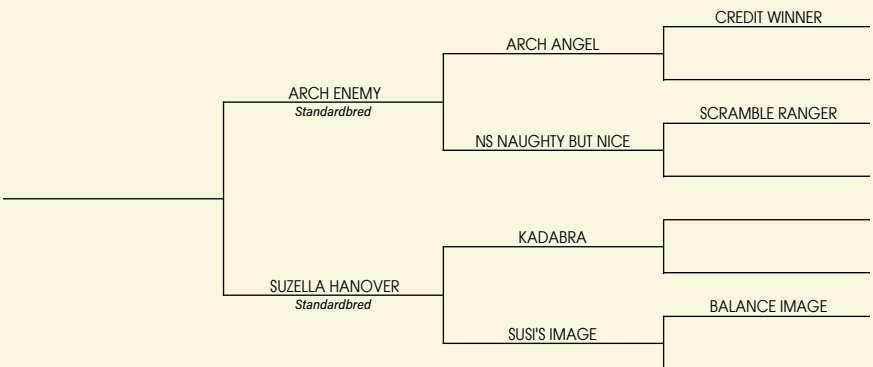 CREDIT WINNER
ARCH ANGEL
ARCH ENEMY
Standardbred
SCRAMBLE RANGER
NS NAUGHTY BUT NICE
KADABRA
SUZELLA HANOVER
Standardbred
BALANCE IMAGE
SUSI'S IMAGE